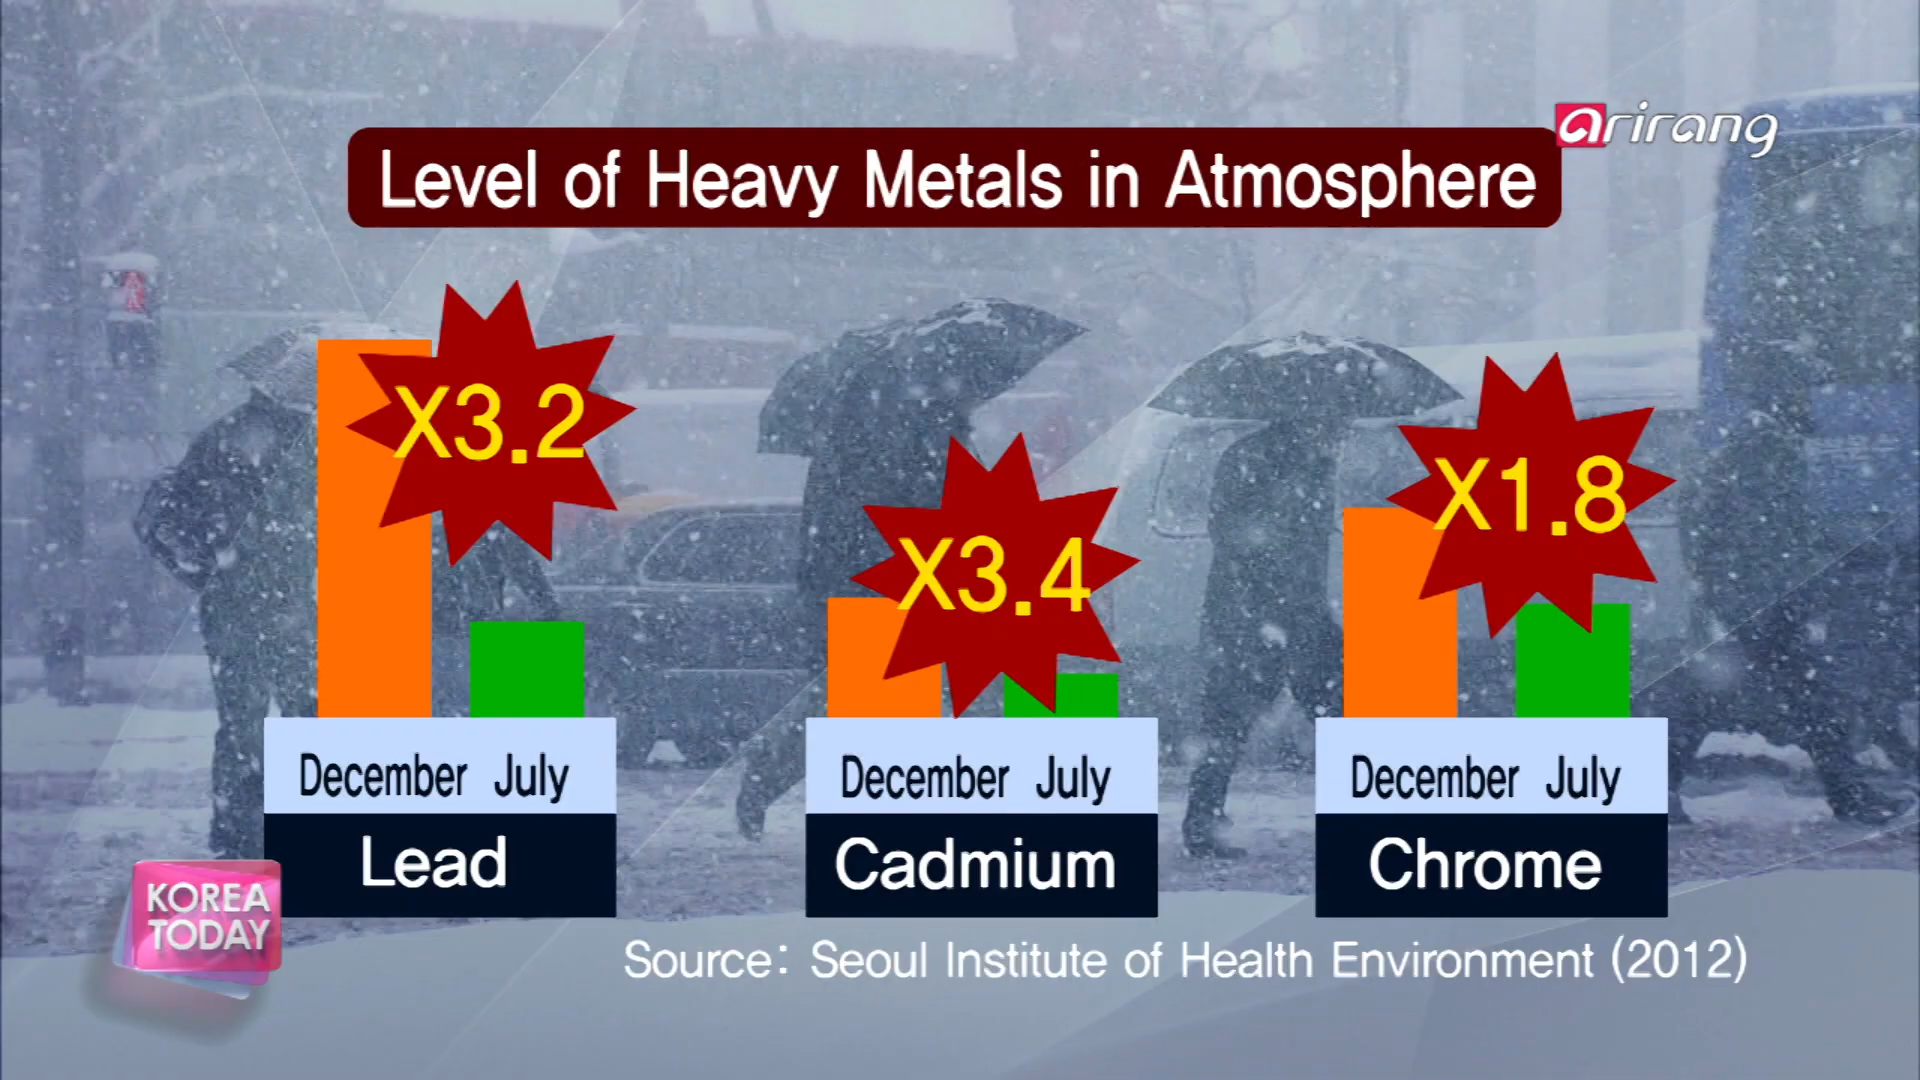 arirang
Level of Heavy Metals in Atmosphere
X3.2
X3.4
X1.8
December July
December July
December July
Lead
Cadmium
Chrome
KOREA
TODAY
Source: Seoul Institute of Health Environment (2012)